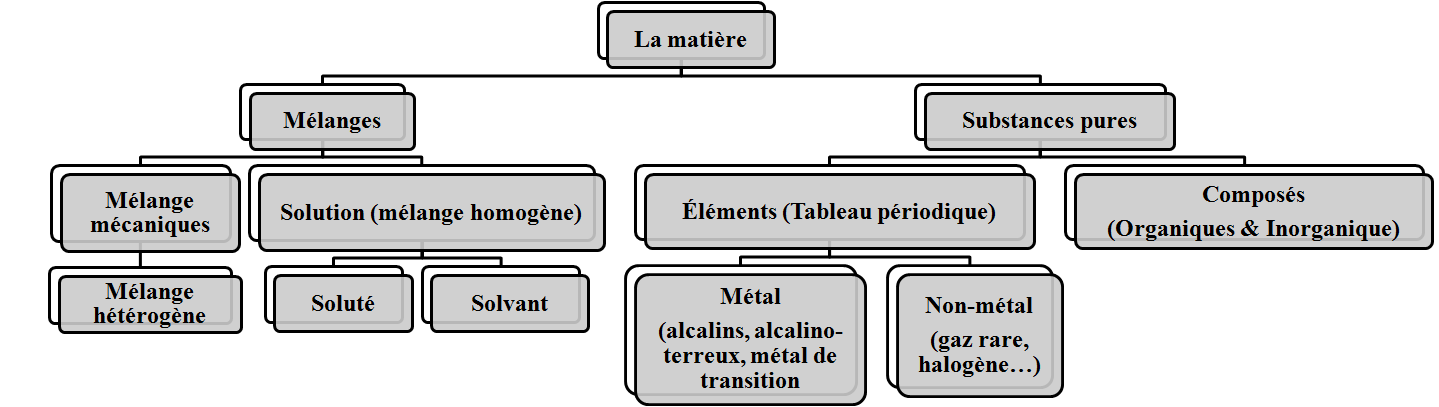 La matière
Mélanges
Substances pures
Mélange
mécaniques
Solution (mélange homogène)
Éléments (Tableau périodique)
Composés
(Organiques & Inorganique)
Mélange
hétérogène
Soluté
Solvant
Métal
(alcalins, alcalino-
terreux, métal de
transition
Non-métal
(gaz rare,
halogène…)